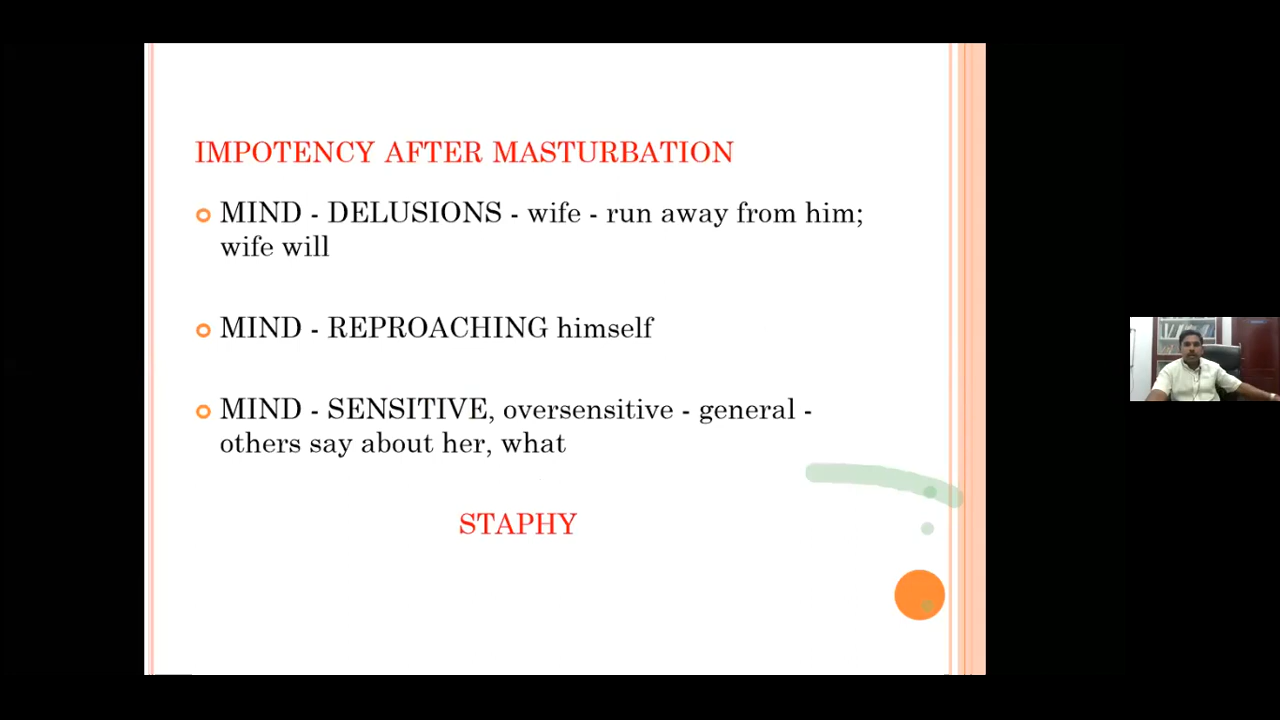 IMPOTENCY AFTER MASTURBATION
MIND - DELUSIONS - wife - run away from him;
wife will
MIND - REPROACHING himself
MIND - SENSITIVE, oversensitive - general -
others say about her, what
STAPHY